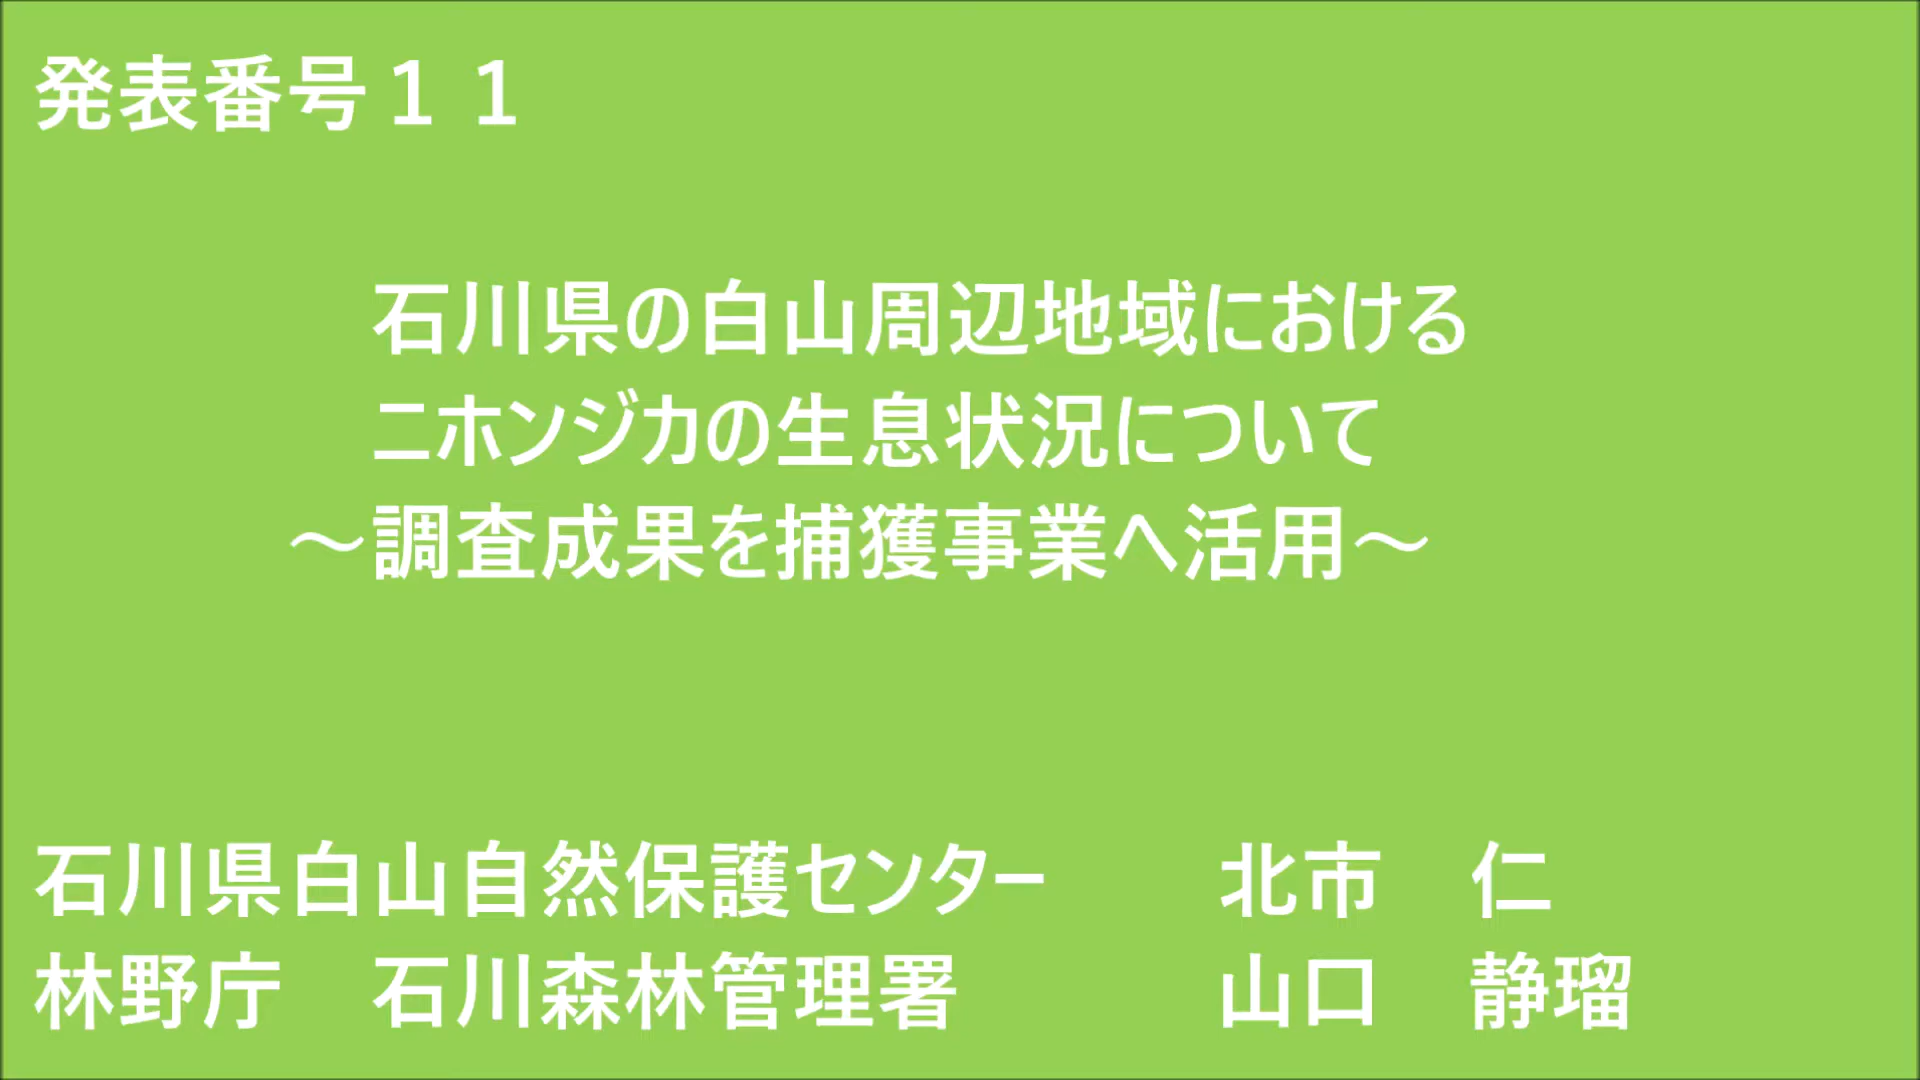 発表番号１１
石川県の白山周辺地域における
ニホンジカの生息状況について
～調査成果を捕獲事業へ活用～
石川県白山自然保護センター　　北市　仁
林野庁　石川森林管理署　　　山口　静瑠